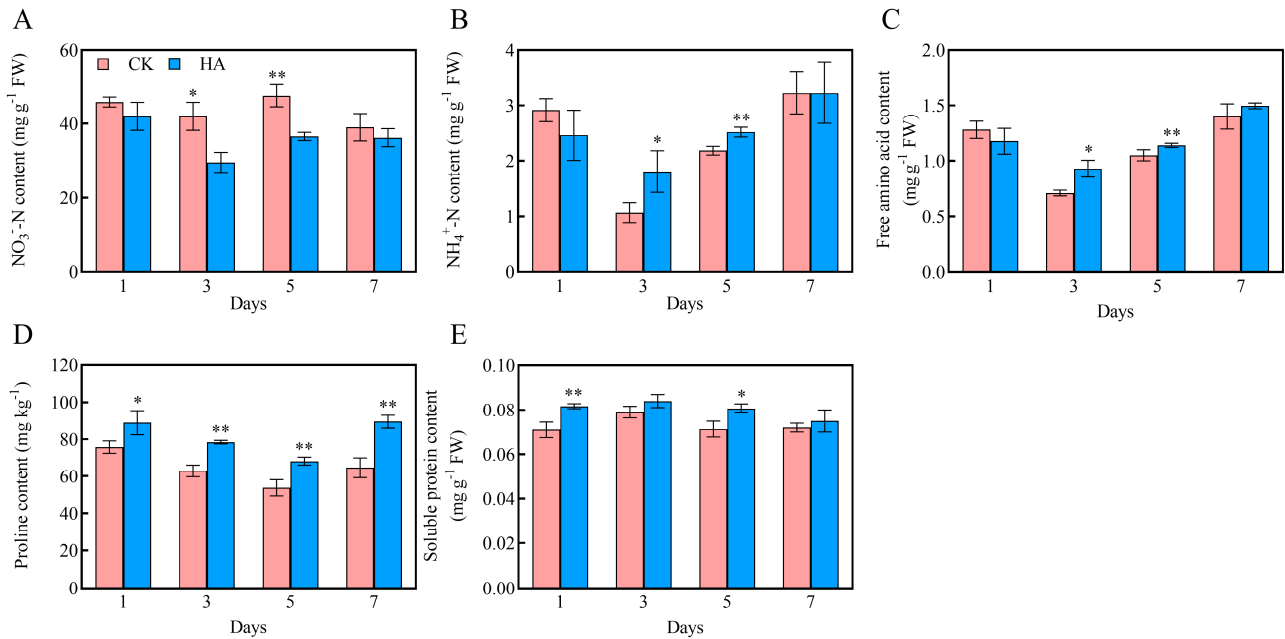 A
NO₃⁻-N content (mg g⁻¹ FW)
60
40
20
0
CK HA
*
**
1 3 5 7
Days
B
NH₄⁺-N content (mg g⁻¹ FW)
4
3
2
1
0
*
**
1 3 5 7
Days
C
Free amino acid content
(mg g⁻¹ FW)
2.0
1.5
1.0
0.5
0.0
*
**
1 3 5 7
Days
D
Proline content (mg kg⁻¹)
120
100
80
60
40
20
0
*
**
**
**
1 3 5 7
Days
E
Soluble protein content
(mg g⁻¹ FW)
0.10
0.08
0.06
0.04
0.02
0.00
**
*
1 3 5 7
Days